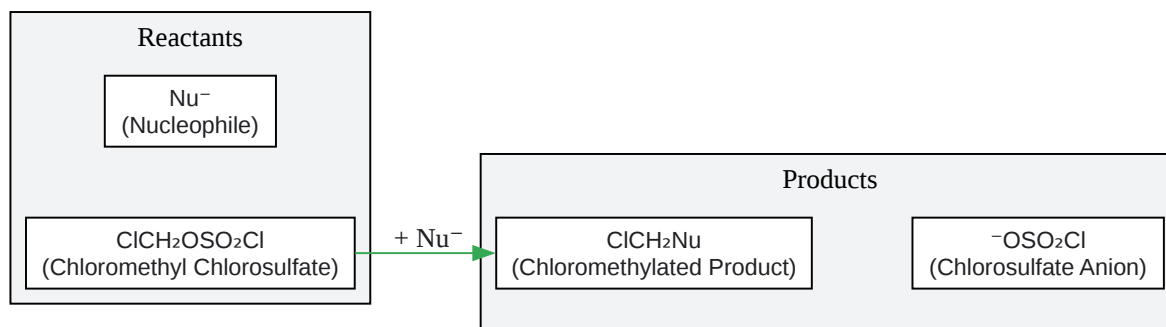 Reactants
Nu⁻
(Nucleophile)
ClCH₂OSO₂Cl
(Chloromethyl Chlorosulfate)
+ Nu⁻
Products
ClCH₂Nu
(Chloromethylated Product)
⁻OSO₂Cl
(Chlorosulfate Anion)